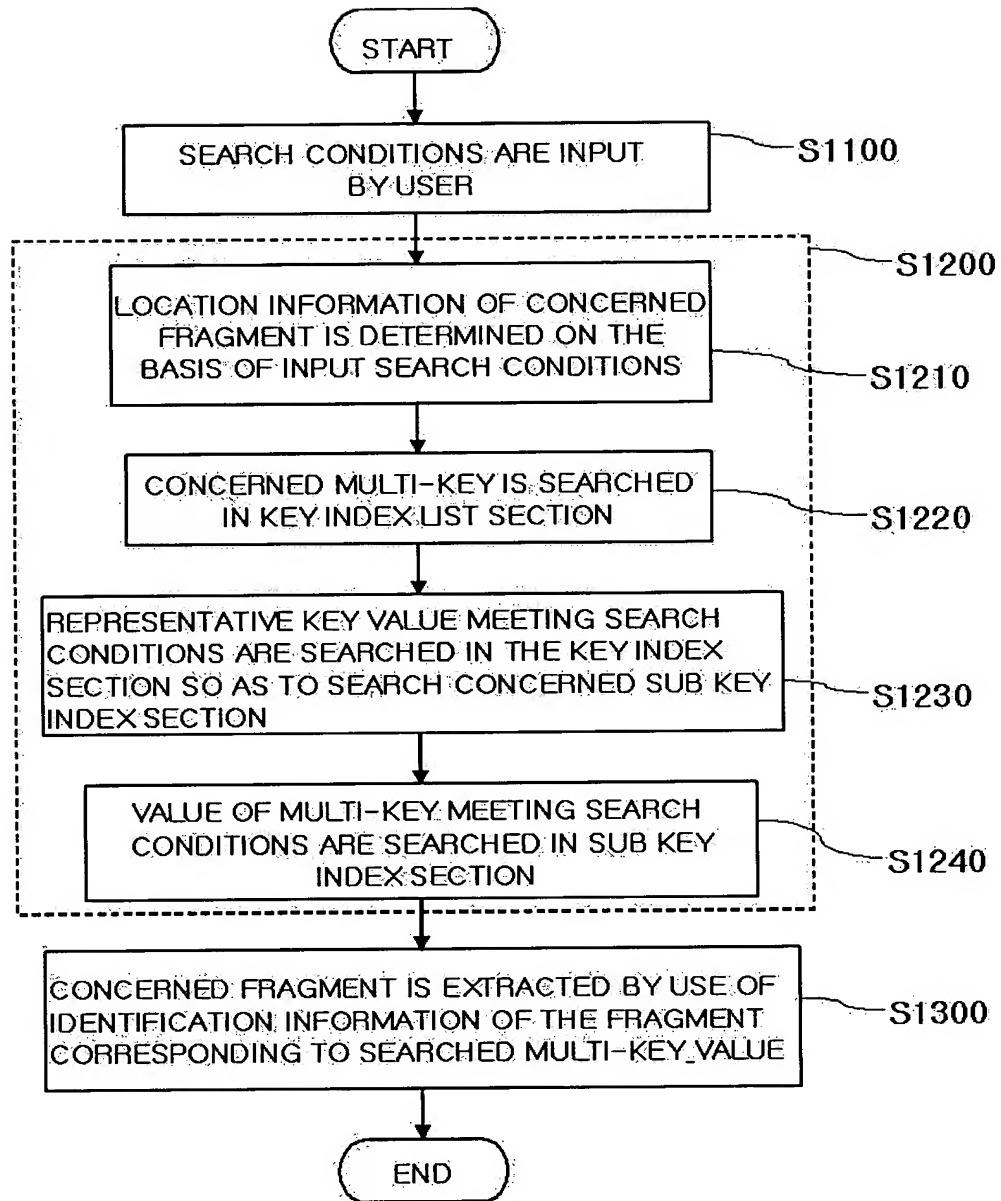 START
SEARCH CONDITIONS ARE INPUT
BY USER
S1100
S1200
LOCATION INFORMATION OF CONCERNED
FRAGMENT IS DETERMINED ON THE
BASIS OF INPUT SEARCH CONDITIONS
S1210
CONCERNED MULTI-KEY IS SEARCHED
IN KEY INDEX LIST SECTION
S1220
REPRESENTATIVE KEY VALUE MEETING SEARCH
CONDITIONS ARE SEARCHED IN THE KEY INDEX
SECTION SO AS TO SEARCH CONCERNED SUB KEY
INDEX SECTION
S1230
VALUE OF MULTI-KEY MEETING SEARCH
CONDITIONS ARE SEARCHED IN SUB KEY
INDEX SECTION
S1240
CONCERNED FRAGMENT IS EXTRACTED BY USE OF
IDENTIFICATION INFORMATION OF THE FRAGMENT
CORRESPONDING TO SEARCHED MULTI-KEY_VALUE
S1300
END